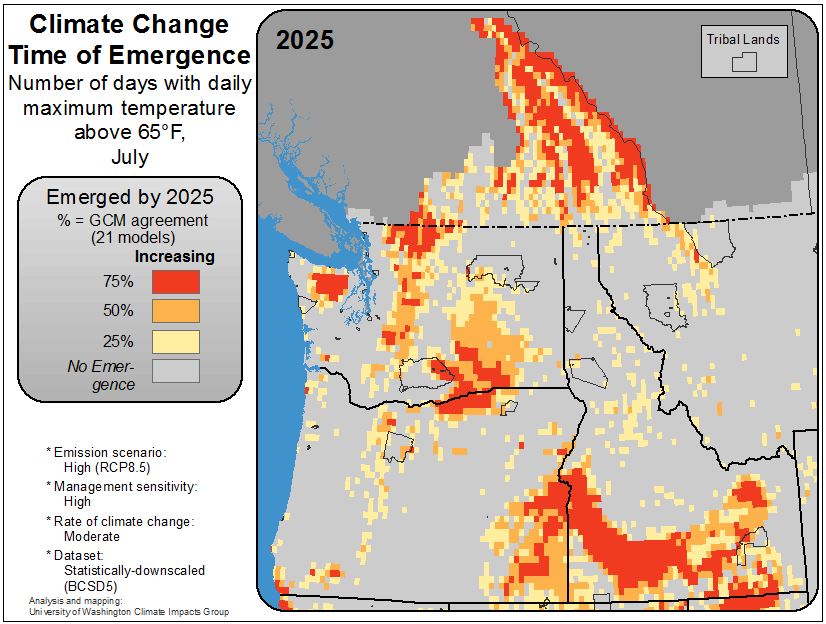 Climate Change
Time of Emergence
Number of days with daily
maximum temperature
above 65°F,
July
Emerged by 2025
% = GCM agreement
(21 models)
Increasing
75%
50%
25%
No Emer-
gence
* Emission scenario:
High (RCP8.5)
* Management sensitivity:
High
* Rate of climate change:
Moderate
* Dataset:
Statistically-downscaled
(BCSD5)
Analysis and mapping:
University of Washington Climate Impacts Group
2025
Tribal Lands